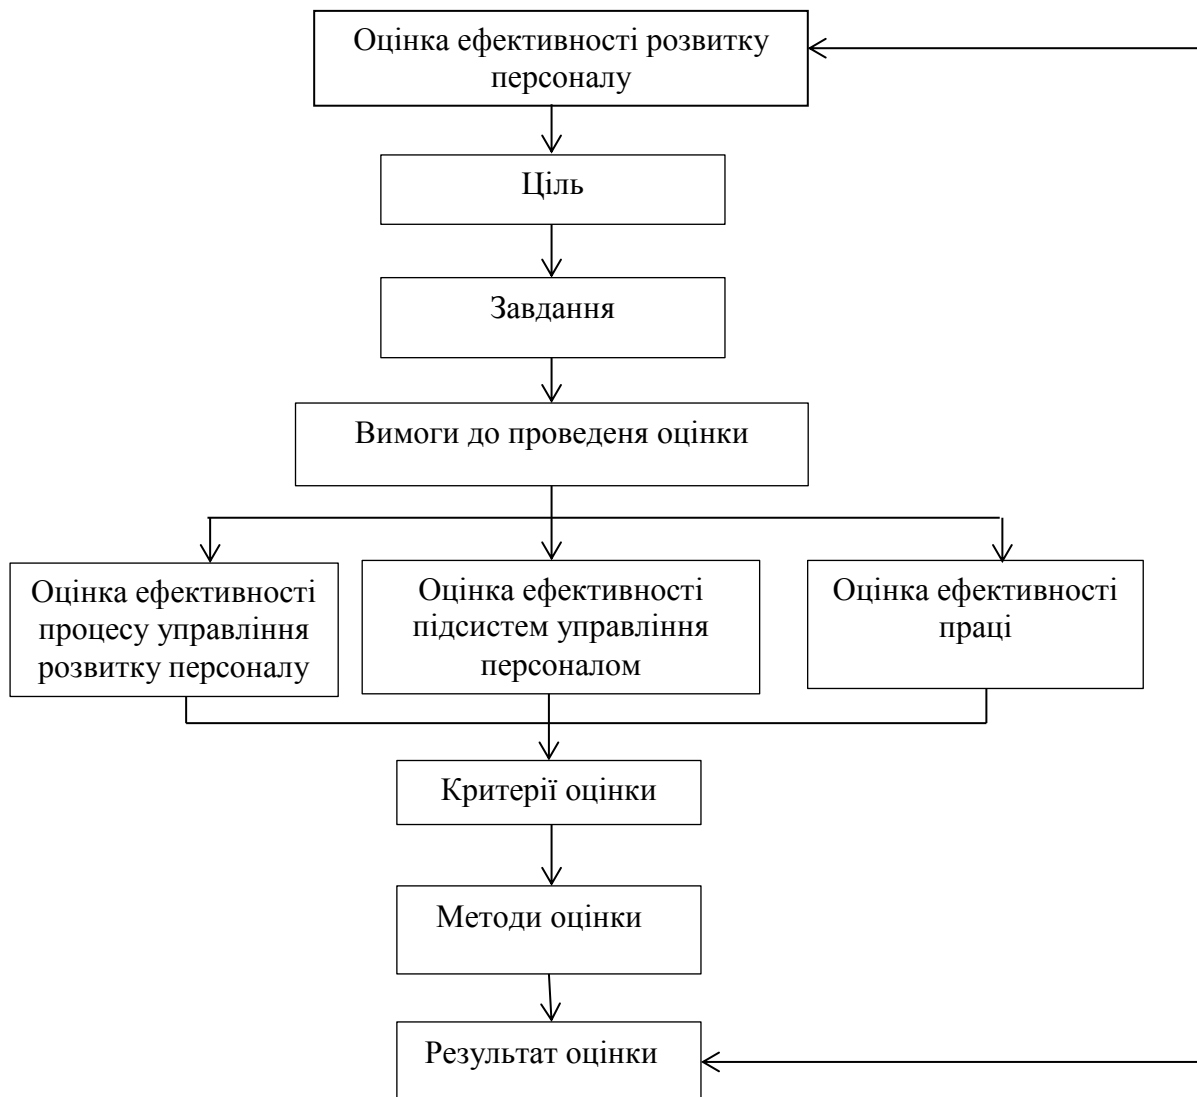 Оцінка ефективності розвитку
персоналу
Ціль
Завдання
Вимоги до проведеня оцінки
Оцінка ефективності
процесу управління
розвитку персоналу
Оцінка ефективності
підсистем управління
персоналом
Оцінка ефективності
праці
Критерії оцінки
Методи оцінки
Результат оцінки